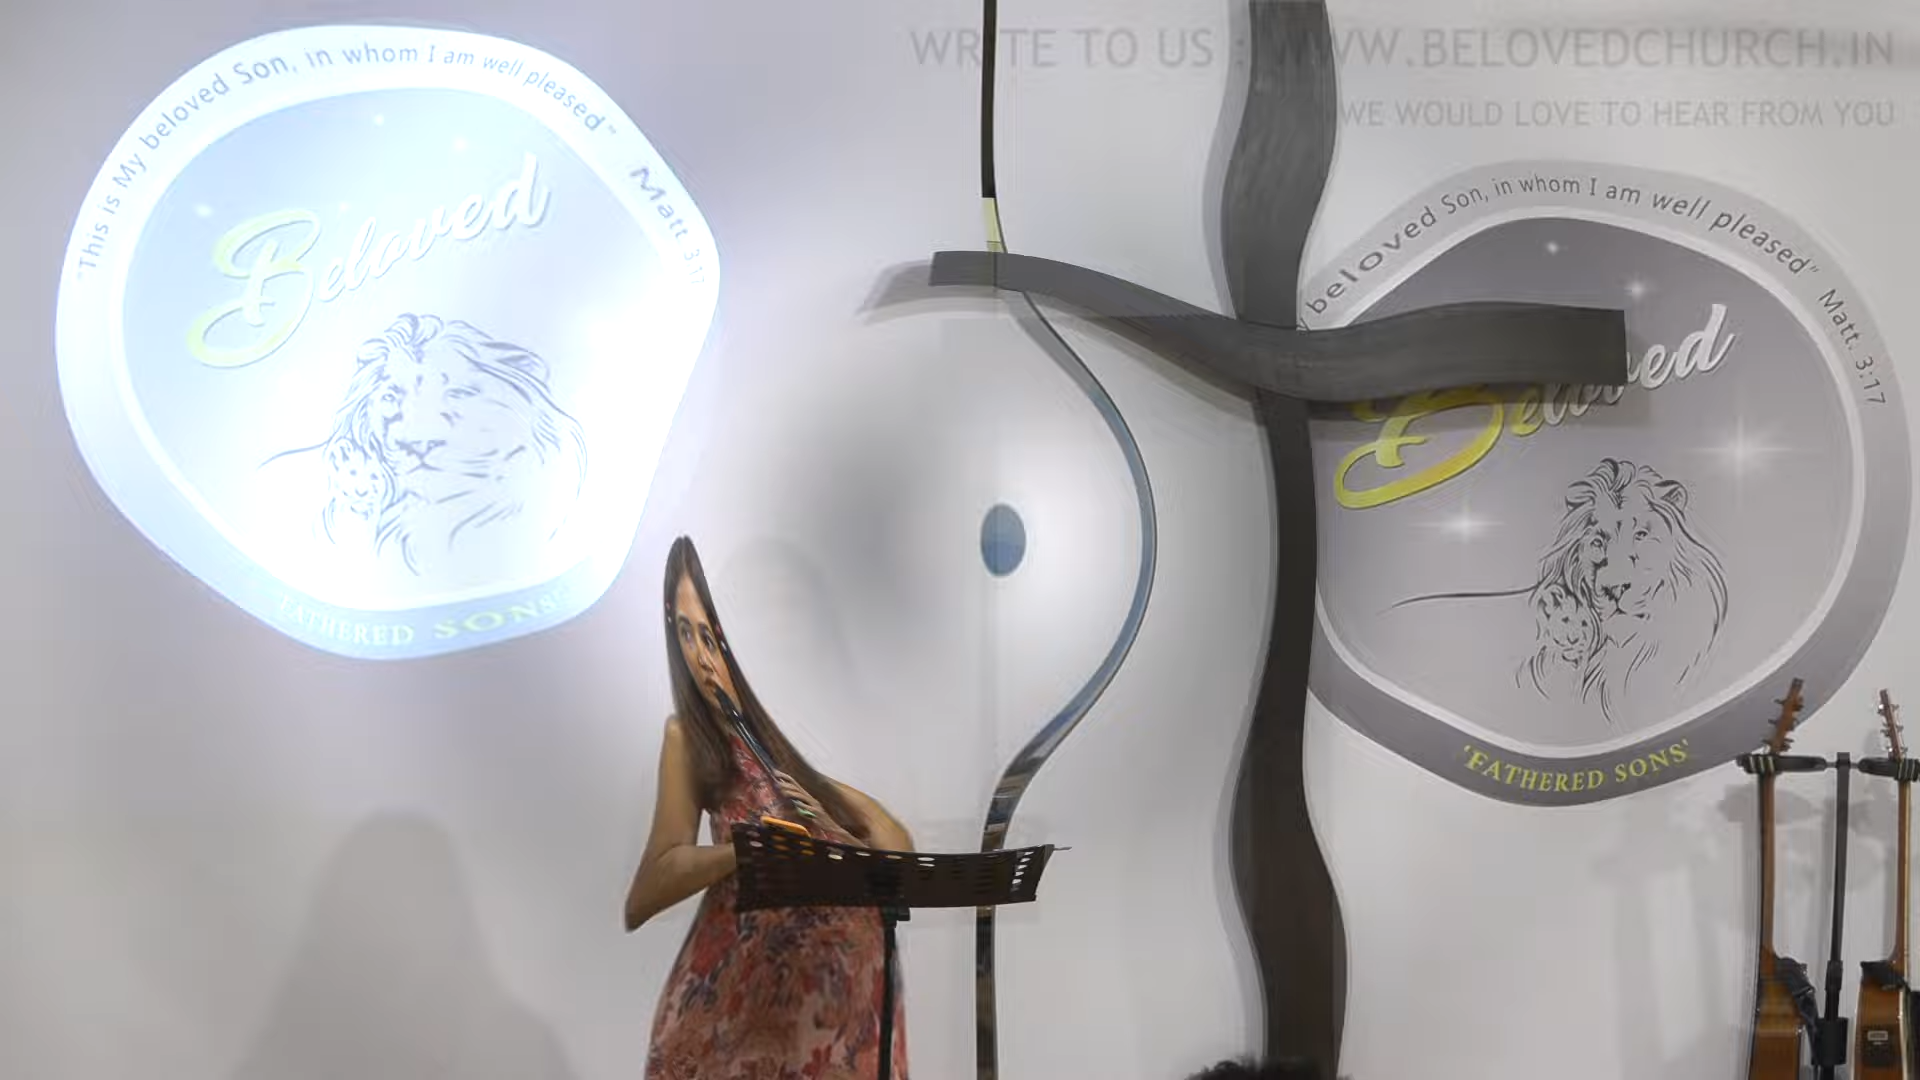 WRITE TO US : WWW.BELOVEDCHURCH.IN
WE WOULD LOVE TO HEAR FROM YOU
"This is My beloved Son, in whom I am well pleased" Matt 3:17
Beloved
FATHERED SONS'
beloved Son, in whom I am well pleased" Matt. 3:17
Beloved
'FATHERED SONS'